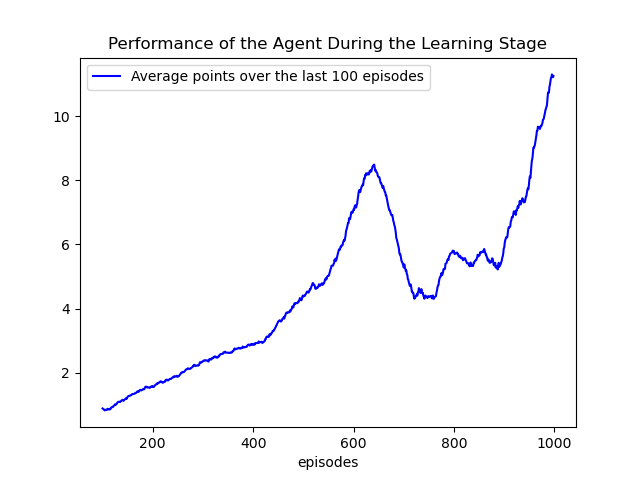 Performance of the Agent During the Learning Stage
Average points over the last 100 episodes
10
8
6
4
2
200 400 600 800 1000
episodes